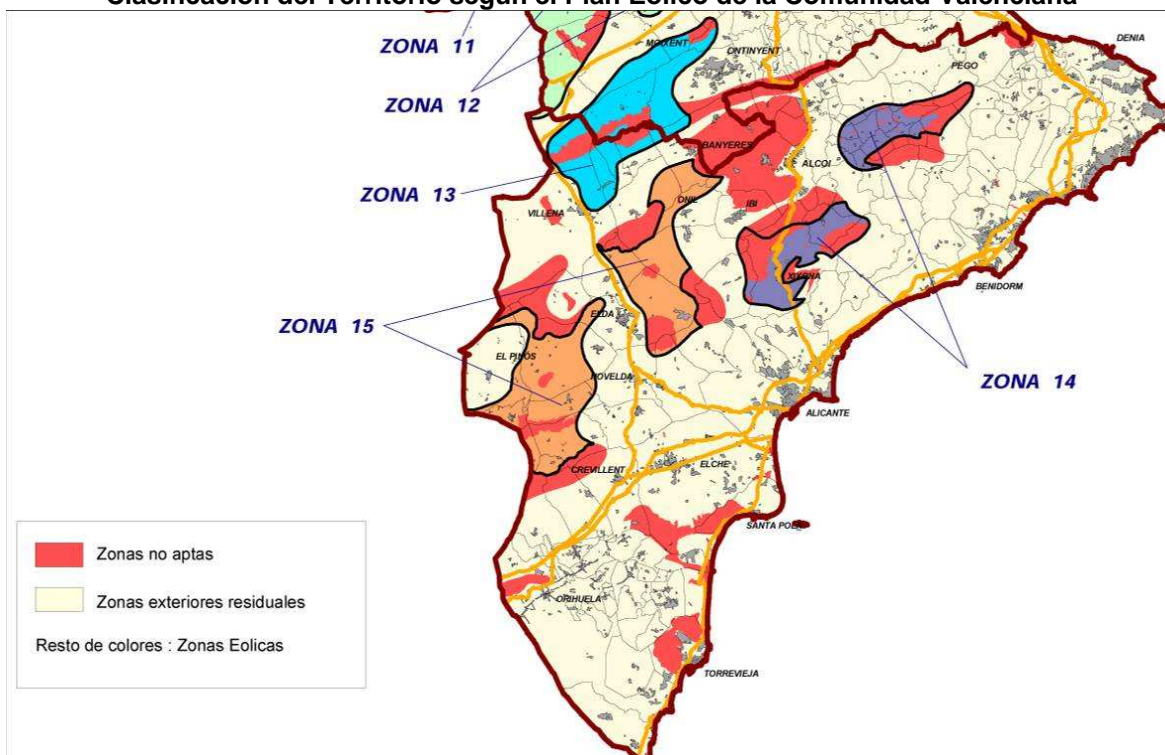 Clasificación del Territorio según el Plan Eólico de la Comunidad Valenciana
ZONA 11
MOIXENT
ONTINYENT
DENIA
PEGO
ZONA 12
BANYERES
ALCOI
ZONA 13
ONIL
IBI
VILLENA
XIXONA
BENIDORM
ZONA 15
ELDA
EL PINOS
NOVELDA
ZONA 14
ALICANTE
CREVILLENT
ELCHE
SANTA POLA
Zonas no aptas
Zonas exteriores residuales
ORIHUELA
Resto de colores : Zonas Eolicas
TORREVIEJA